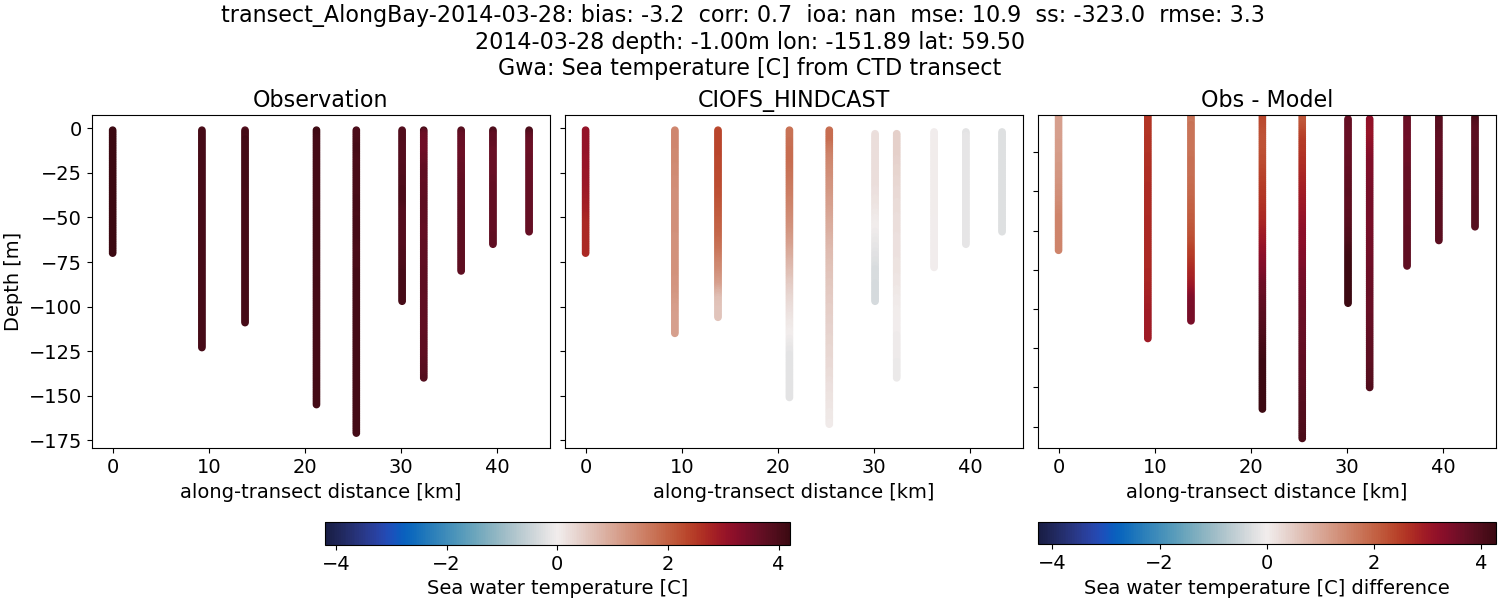 transect_AlongBay-2014-03-28: bias: -3.2 corr: 0.7 ioa: nan mse: 10.9 ss: -323.0 rmse: 3.3
2014-03-28 depth: -1.00m lon: -151.89 lat: 59.50
Gwa: Sea temperature [C] from CTD transect
Observation CIOFS_HINDCAST Obs - Model
Depth [m]
0
−25
−50
−75
−100
−125
−150
−175
0 10 20 30 40 0 10 20 30 40 0 10 20 30 40
along-transect distance [km] along-transect distance [km] along-transect distance [km]
−4 −2 0 2 4 −4 −2 0 2 4
Sea water temperature [C] Sea water temperature [C] difference